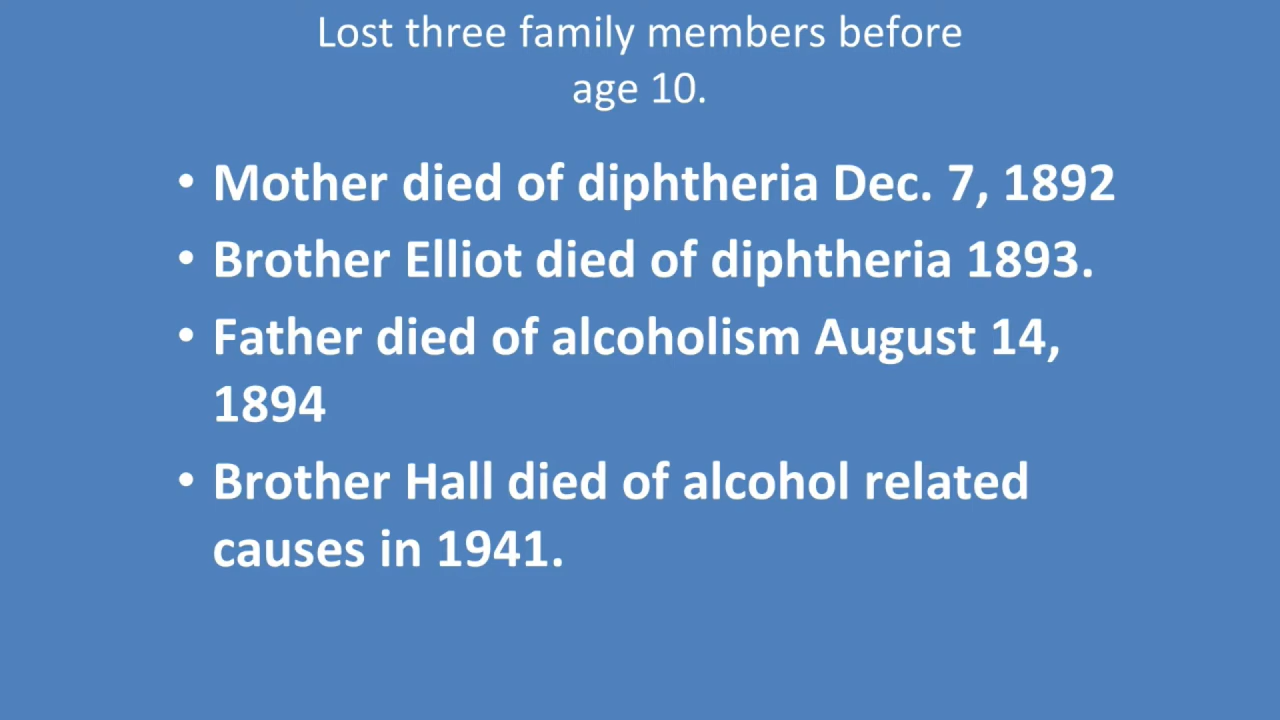 Lost three family members before
age 10.
• Mother died of diphtheria Dec. 7, 1892
• Brother Elliot died of diphtheria 1893.
• Father died of alcoholism August 14,
1894
• Brother Hall died of alcohol related
causes in 1941.